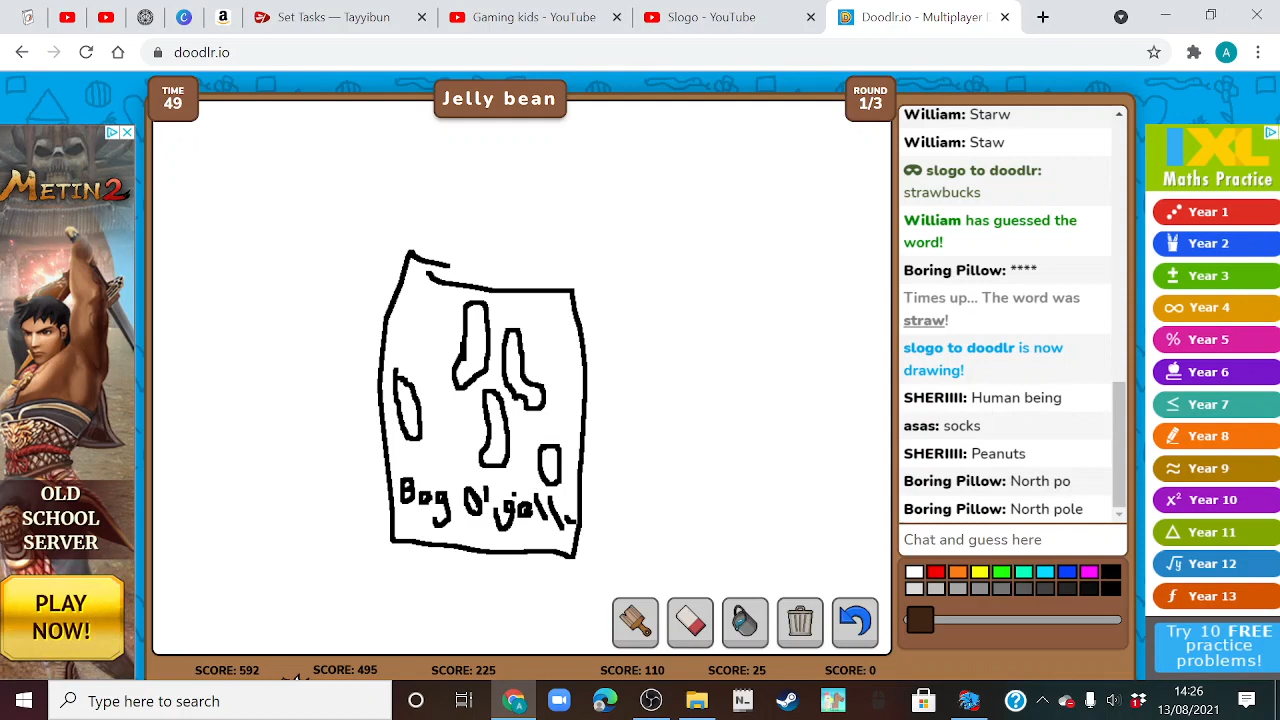 Set Tasks — Tayyibun
Gaming kids - YouTube
Slogo - YouTube
Doodlr.io - Multiplayer
doodlr.io
A
TIME
49
Jelly bean
ROUND
1/3
William: Starw
William: Staw
slogo to doodlr:
strawbucks
William has guessed the
word!
Boring Pillow: ****
Times up... The word was
straw!
slogo to doodlr is now
drawing!
SHERIIII: Human being
asas: socks
SHERIIII: Peanuts
Boring Pillow: North po
Boring Pillow: North pole
Chat and guess here
METIN2
OLD
SCHOOL
SERVER
PLAY
NOW!
Bag O' jell
IXL
Maths Practice
Year 1
Year 2
Year 3
Year 4
Year 5
Year 6
Year 7
Year 8
Year 9
Year 10
Year 11
Year 12
Year 13
Try 10 FREE
practice
problems!
SCORE: 592
SCORE: 495
SCORE: 225
SCORE: 110
SCORE: 25
SCORE: 0
Type here to search
14:26
13/08/2021